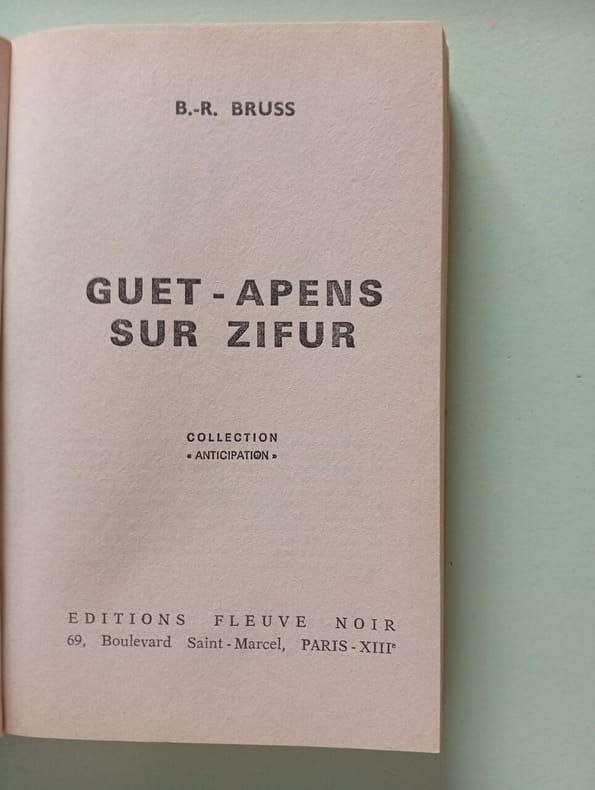 B.-R. BRUSS
GUET-APENS
SUR ZIFUR
COLLECTION
« ANTICIPATION »
EDITIONS FLEUVE NOIR
69, Boulevard Saint-Marcel, PARIS-XIIIᵉ